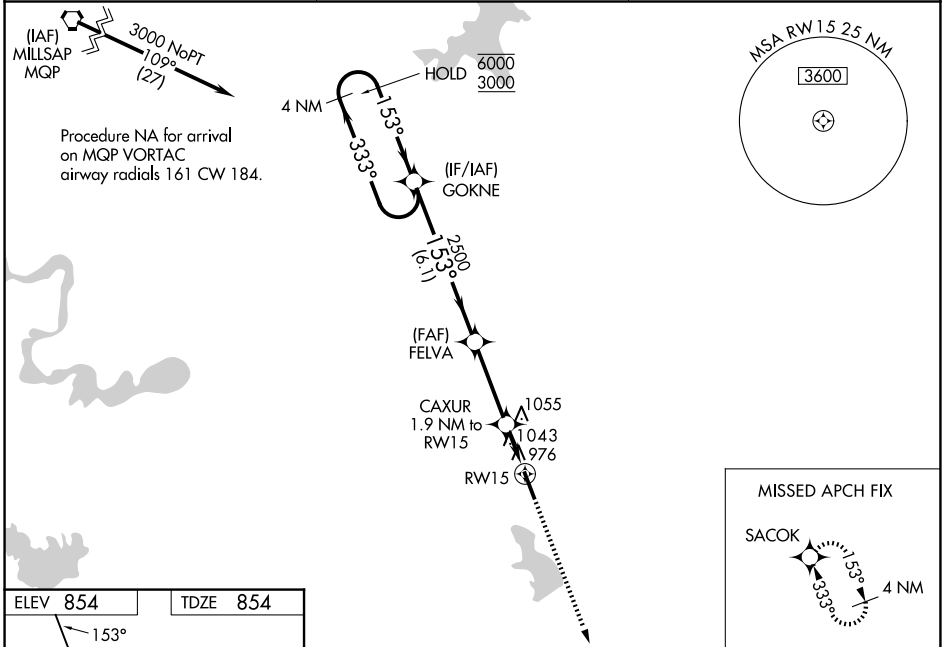 (IAF)
MILLSAP
MQP
3000 NoPT
109°
(27)
Procedure NA for arrival
on MQP VORTAC
airway radials 161 CW 184.
4 NM
HOLD
6000
3000
153°
333°
(IF/IAF)
GOKNE
2500
153°
(6.1)
(FAF)
FELVA
CAXUR
1.9 NM to
RW15
1055
1043
976
RW15
MSA RW15 25 NM
3600
MISSED APCH FIX
SACOK
153°
333°
4 NM
ELEV 854
TDZE 854
153°